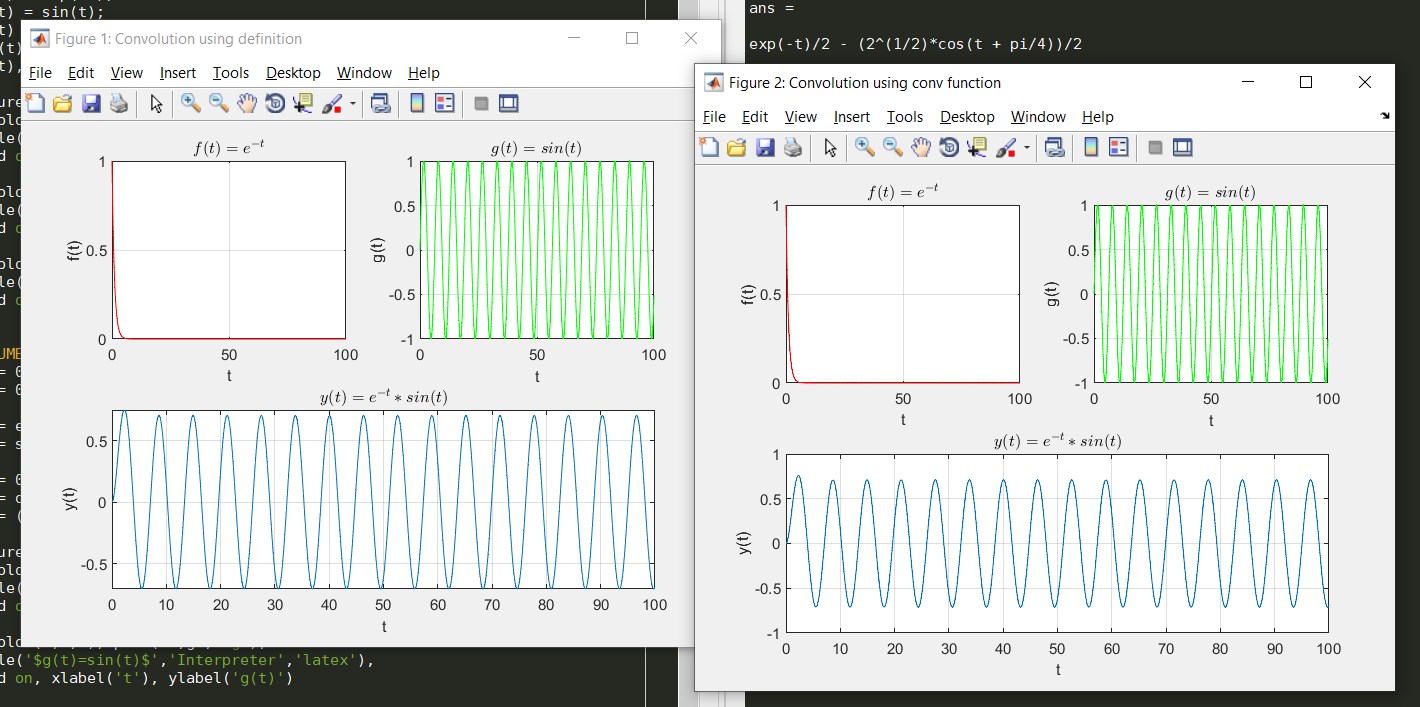 t) = sin(t);
t)
(t)
t),
ure
plo
le(
d o
plo
le(
d o
plo
le(
d o
UME
= 0
= 0
= e
= s
= 0
= c
= (
ure
plo
le(
d o
le('$g(t)=sin(t)$','Interpreter','latex'),
d on, xlabel('t'), ylabel('g(t)')
ans =
exp(-t)/2 - (2^(1/2)*cos(t + pi/4))/2
Figure 1: Convolution using definition
File Edit View Insert Tools Desktop Window Help
f(t) = e^{-t}
1
0.5
0
f(t)
0 50 100
t
g(t) = sin(t)
1
0.5
0
-0.5
-1
g(t)
0 50 100
t
y(t) = e^{-t} * sin(t)
0.5
0
-0.5
y(t)
0 10 20 30 40 50 60 70 80 90 100
t
Figure 2: Convolution using conv function
File Edit View Insert Tools Desktop Window Help
f(t) = e^{-t}
1
0.5
0
f(t)
0 50 100
t
g(t) = sin(t)
1
0.5
0
-0.5
-1
g(t)
0 50 100
t
y(t) = e^{-t} * sin(t)
1
0.5
0
-0.5
-1
y(t)
0 10 20 30 40 50 60 70 80 90 100
t